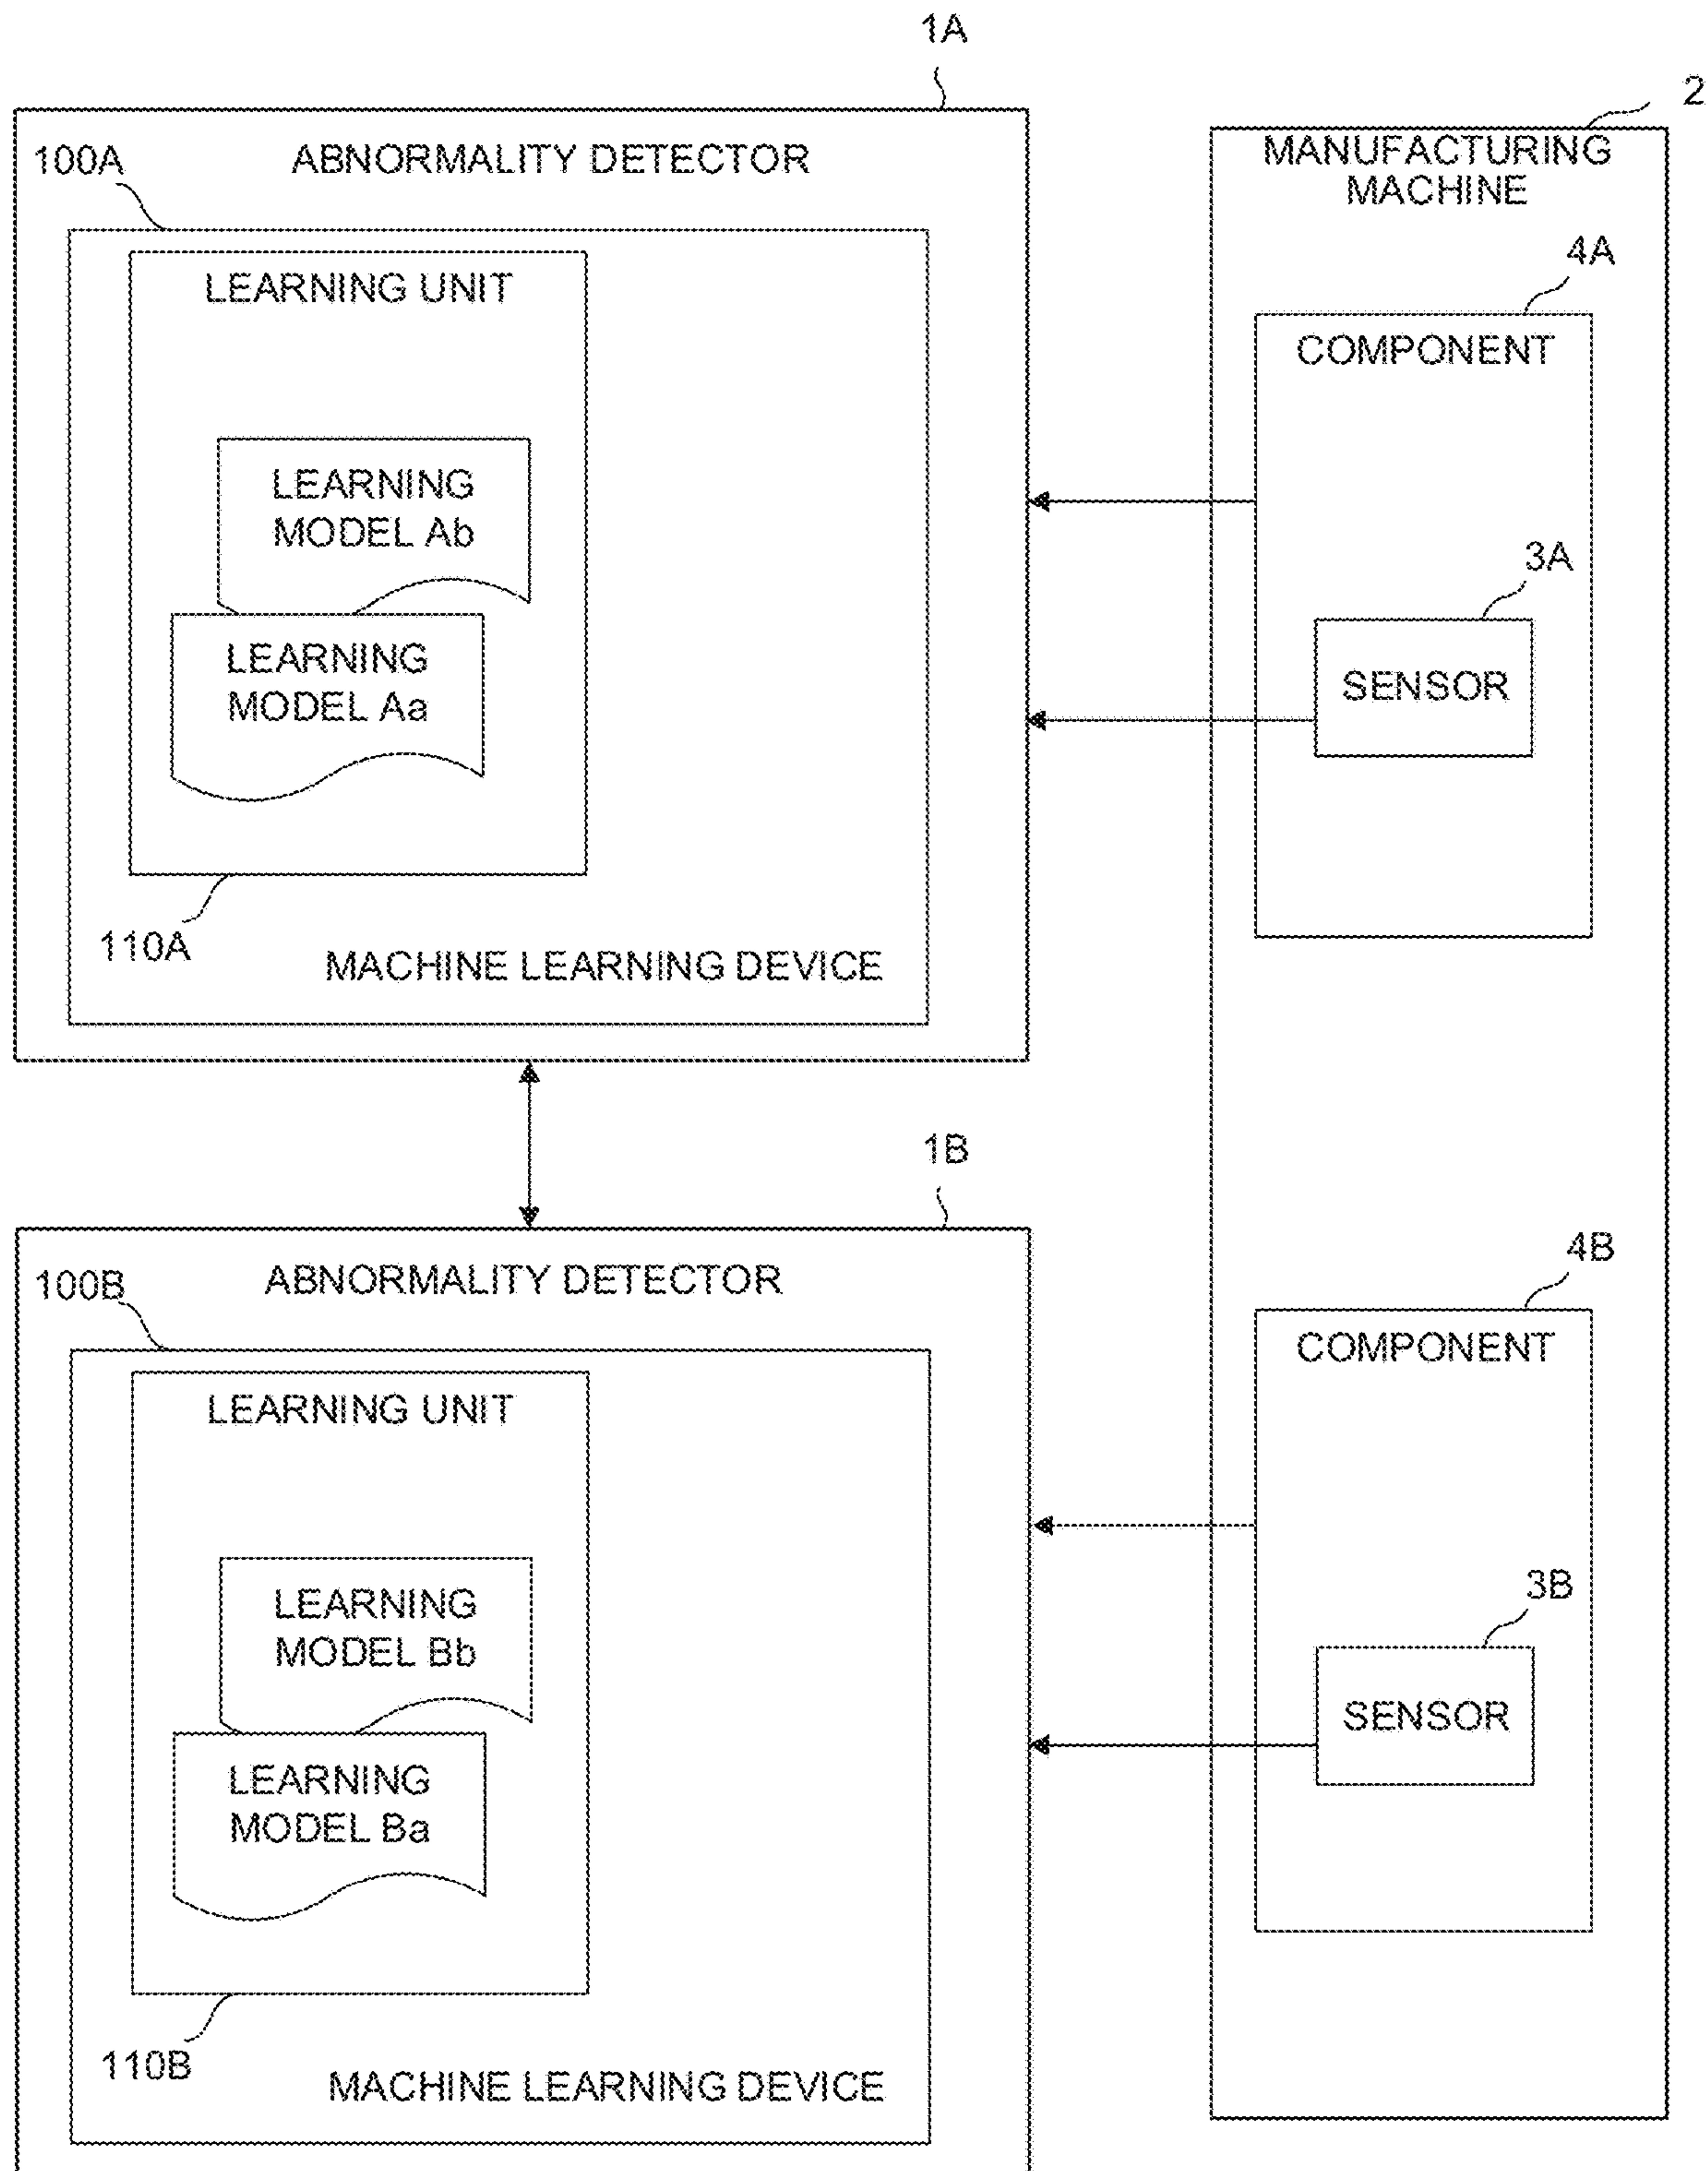 1A
2
100A
ABNORMALITY DETECTOR
MANUFACTURING
MACHINE
4A
LEARNING UNIT
COMPONENT
LEARNING
MODEL Ab
3A
LEARNING
MODEL Aa
SENSOR
110A
MACHINE LEARNING DEVICE
1B
4B
100B
ABNORMALITY DETECTOR
COMPONENT
LEARNING UNIT
3B
LEARNING
MODEL Bb
SENSOR
LEARNING
MODEL Ba
110B
MACHINE LEARNING DEVICE